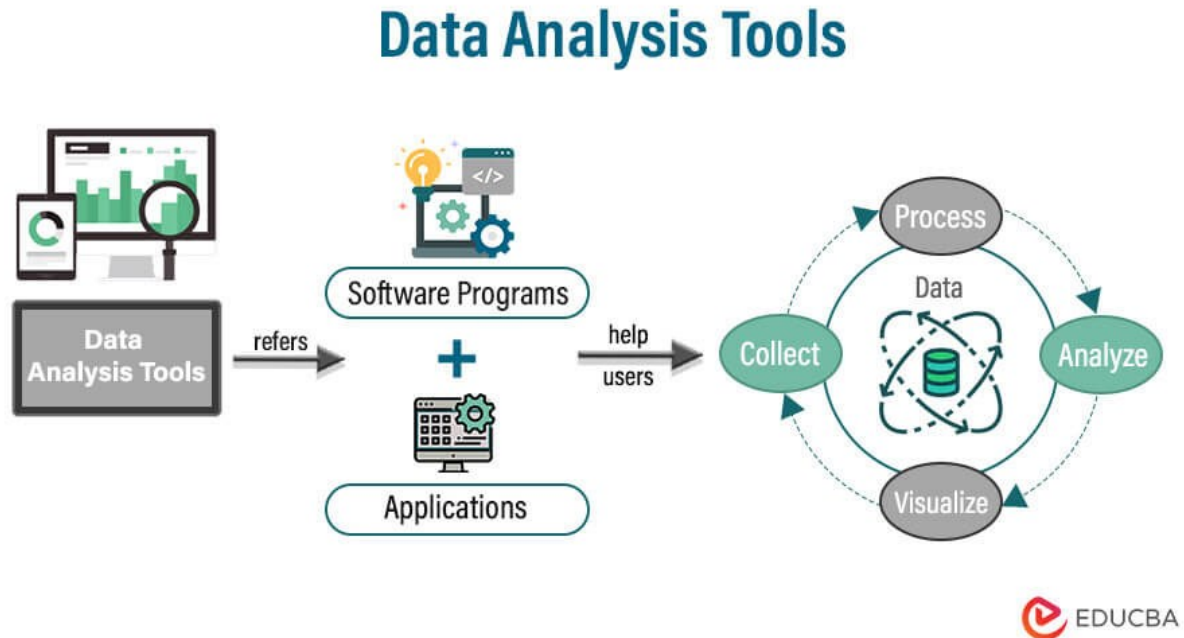 Data Analysis Tools
Data
Analysis Tools
refers
</>
Software Programs
+
Applications
help
users
Process
Data
Collect
Analyze
Visualize
EDUCBA